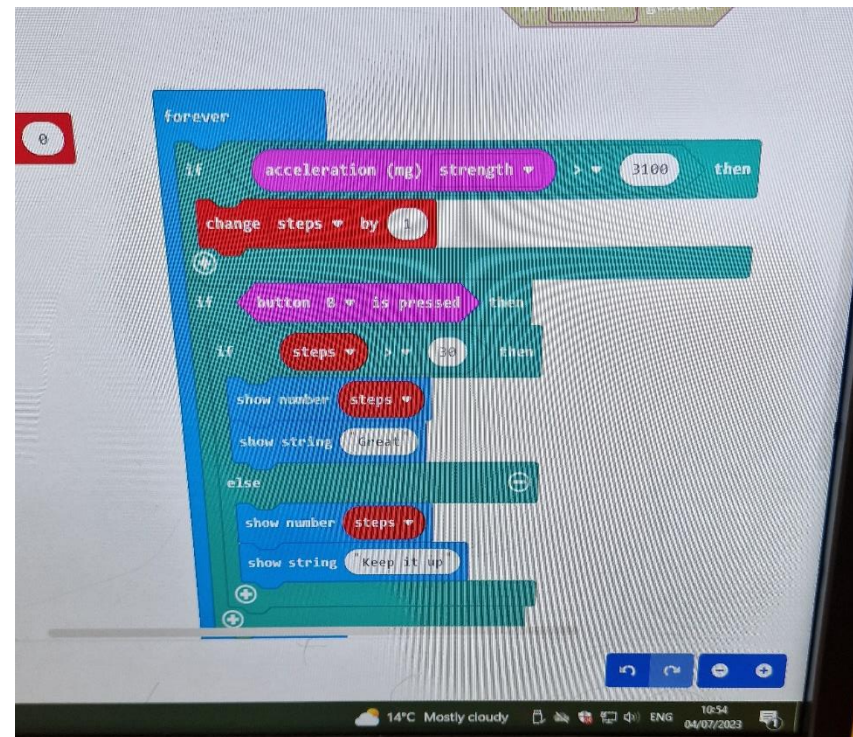 gesture
0
forever
if acceleration (mg) strength > 3100 then
change steps by 1
if button B is pressed then
if steps > 30 then
show number steps
show string "Great"
else
show number steps
show string "Keep it up"
14°C Mostly cloudy ENG 10:54
04/07/2023
1